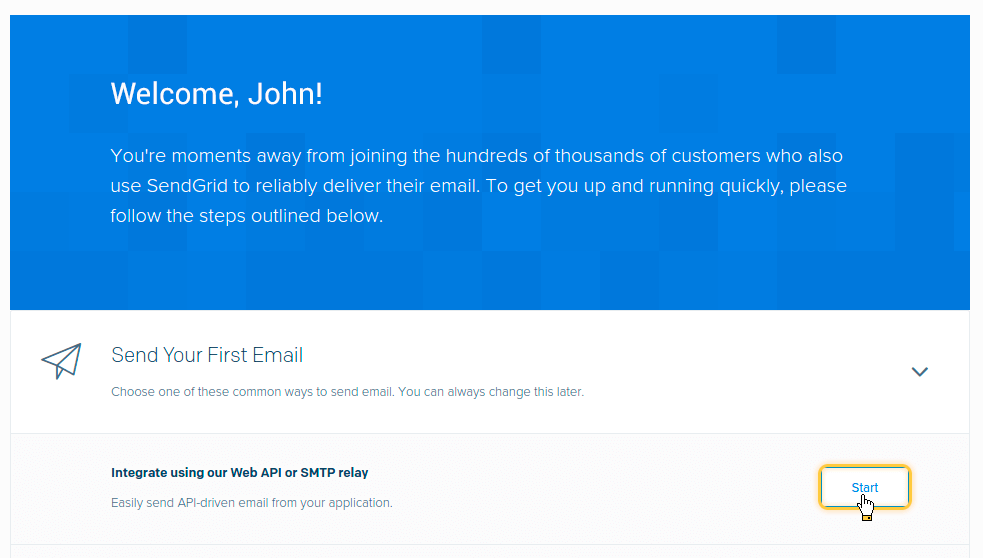 Welcome, John!
You're moments away from joining the hundreds of thousands of customers who also
use SendGrid to reliably deliver their email. To get you up and running quickly, please
follow the steps outlined below.
Send Your First Email
Choose one of these common ways to send email. You can always change this later.
Integrate using our Web API or SMTP relay
Easily send API-driven email from your application.
Start